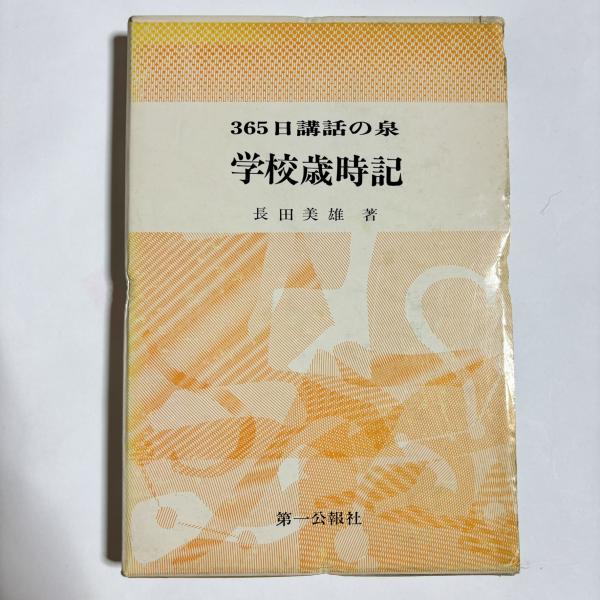 365日講話の泉
学校歳時記
長田美雄 著
第一公報社